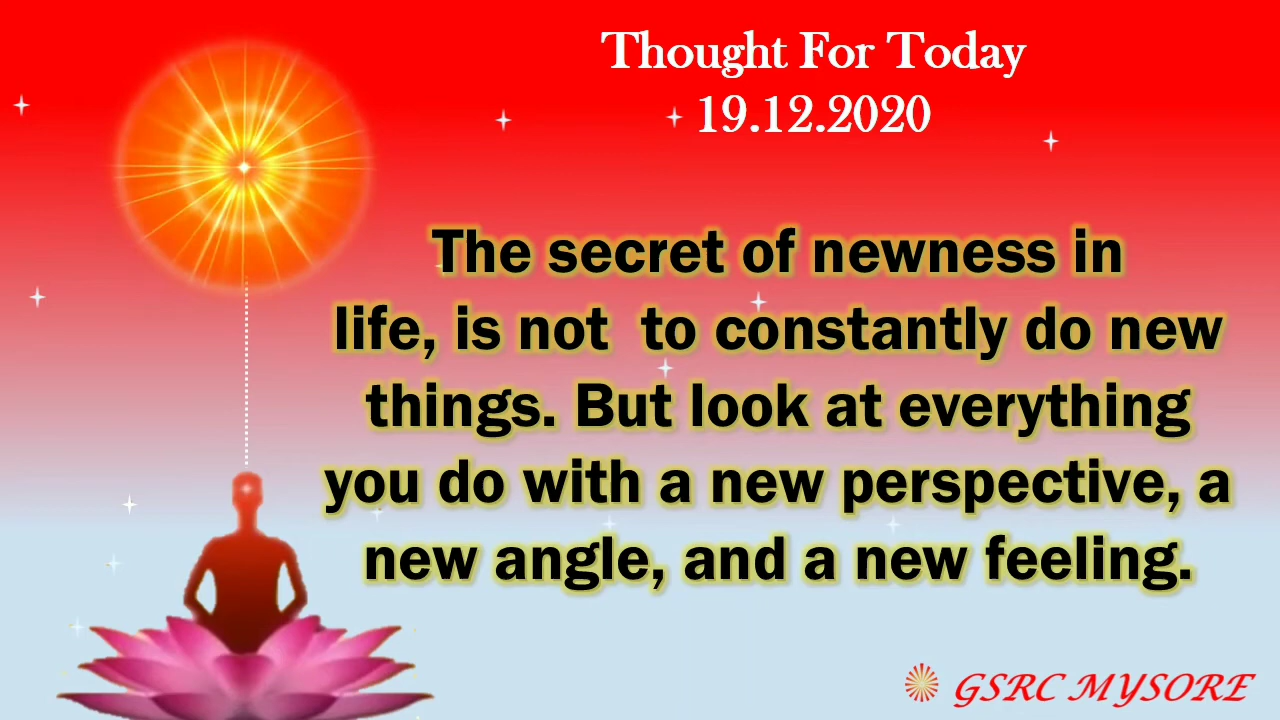 Thought For Today
19.12.2020
The secret of newness in
life, is not  to constantly do new
things. But look at everything
you do with a new perspective, a
new angle, and a new feeling.
GSRC MYSORE